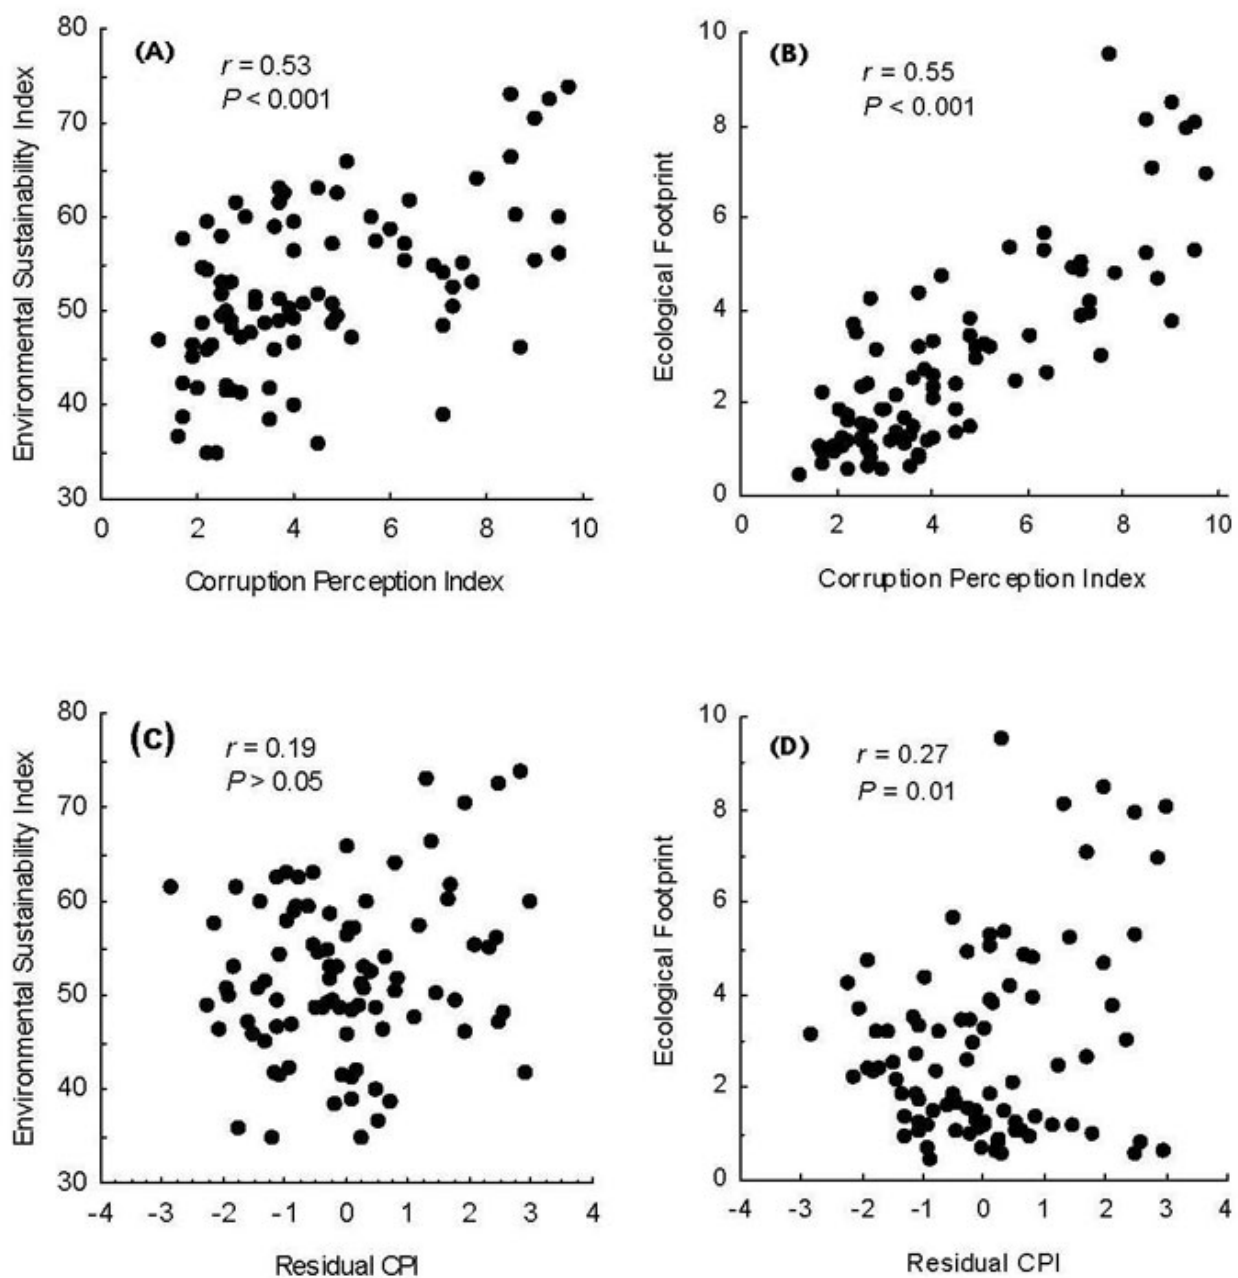 (A)
r = 0.53
P < 0.001
Environmental Sustainability Index
80
70
60
50
40
30
0 2 4 6 8 10
Corruption Perception Index
(B)
r = 0.55
P < 0.001
Ecological Footprint
10
8
6
4
2
0
0 2 4 6 8 10
Corruption Perception Index
(C)
r = 0.19
P > 0.05
Environmental Sustainability Index
80
70
60
50
40
30
-4 -3 -2 -1 0 1 2 3 4
Residual CPI
(D)
r = 0.27
P = 0.01
Ecological Footprint
10
8
6
4
2
0
-4 -3 -2 -1 0 1 2 3 4
Residual CPI